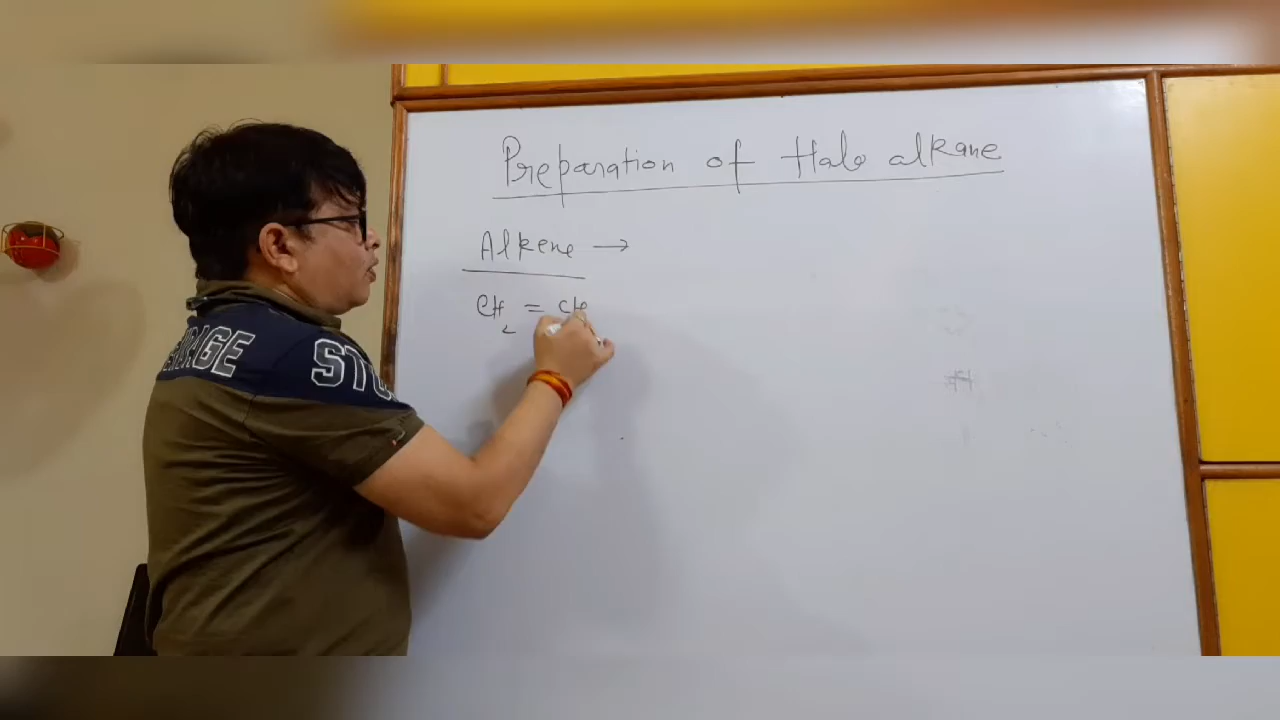 Preparation of Halo alkane
Alkene →
CH₂ = CH